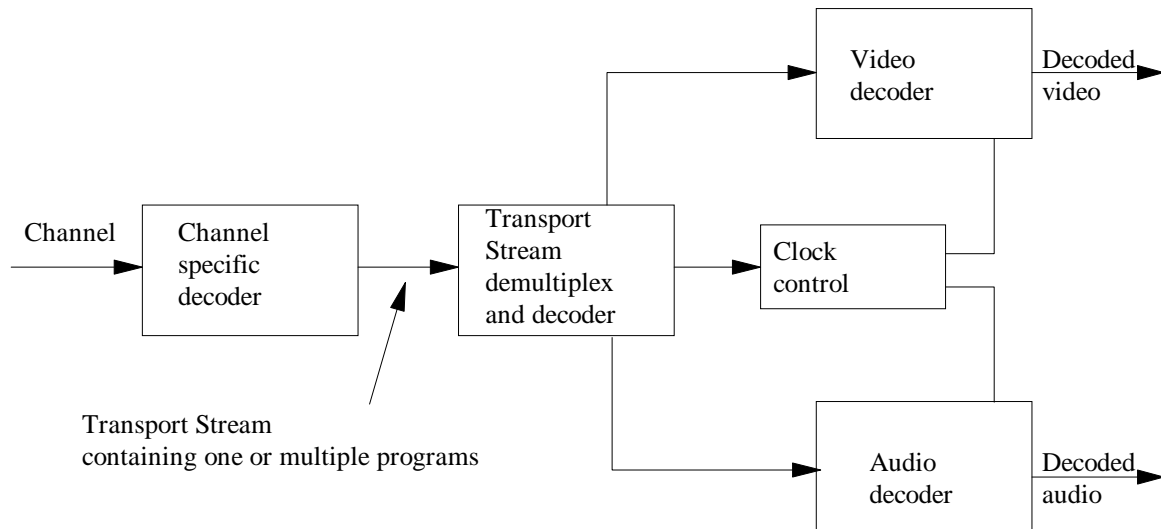 Video
decoder
Decoded
video
Channel
Channel
specific
decoder
Transport
Stream
demultiplex
and decoder
Clock
control
Transport Stream
containing one or multiple programs
Audio
decoder
Decoded
audio